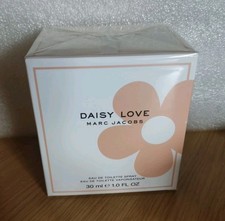 DAISY LOVE
MARC JACOBS
EAU DE TOILETTE SPRAY
EAU DE TOILETTE VAPORISATEUR
30 ml e 1.0 FL OZ